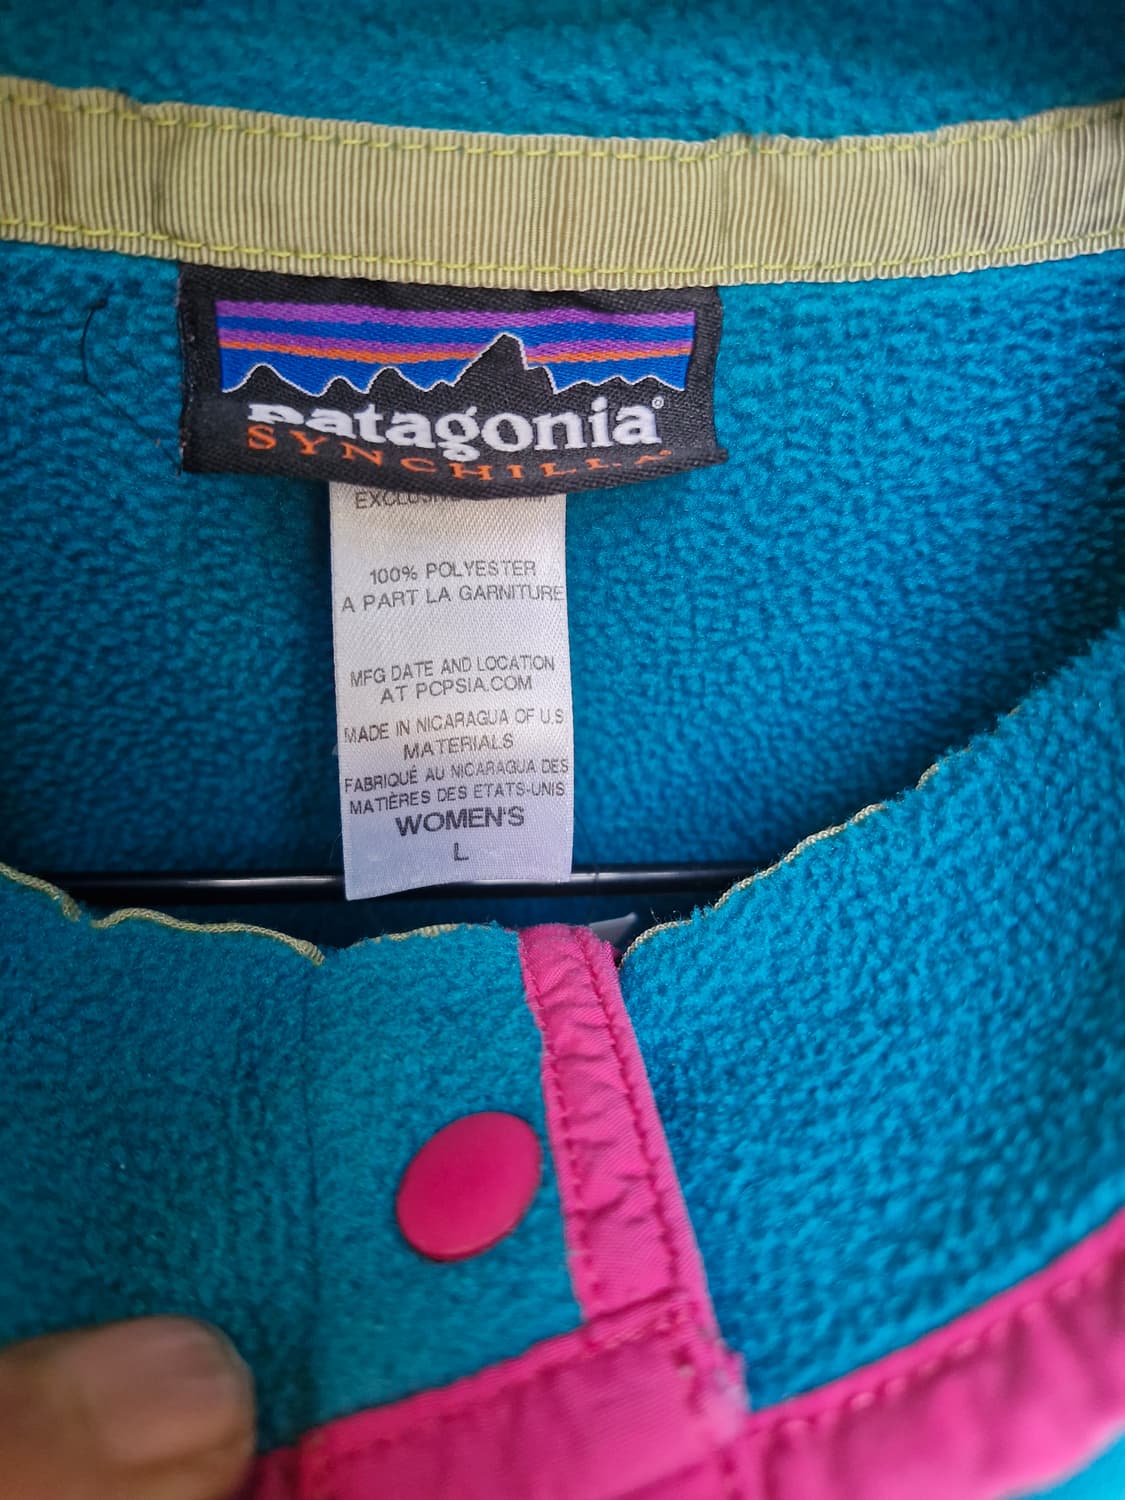 patagonia®
SYNCHILLA
100% POLYESTER
A PART LA GARNITURE
MFG DATE AND LOCATION
AT PCPSIA.COM
MADE IN NICARAGUA OF U.S
MATERIALS
FABRIQUÉ AU NICARAGUA DES
MATIÈRES DES ETATS-UNIS
WOMEN'S
L